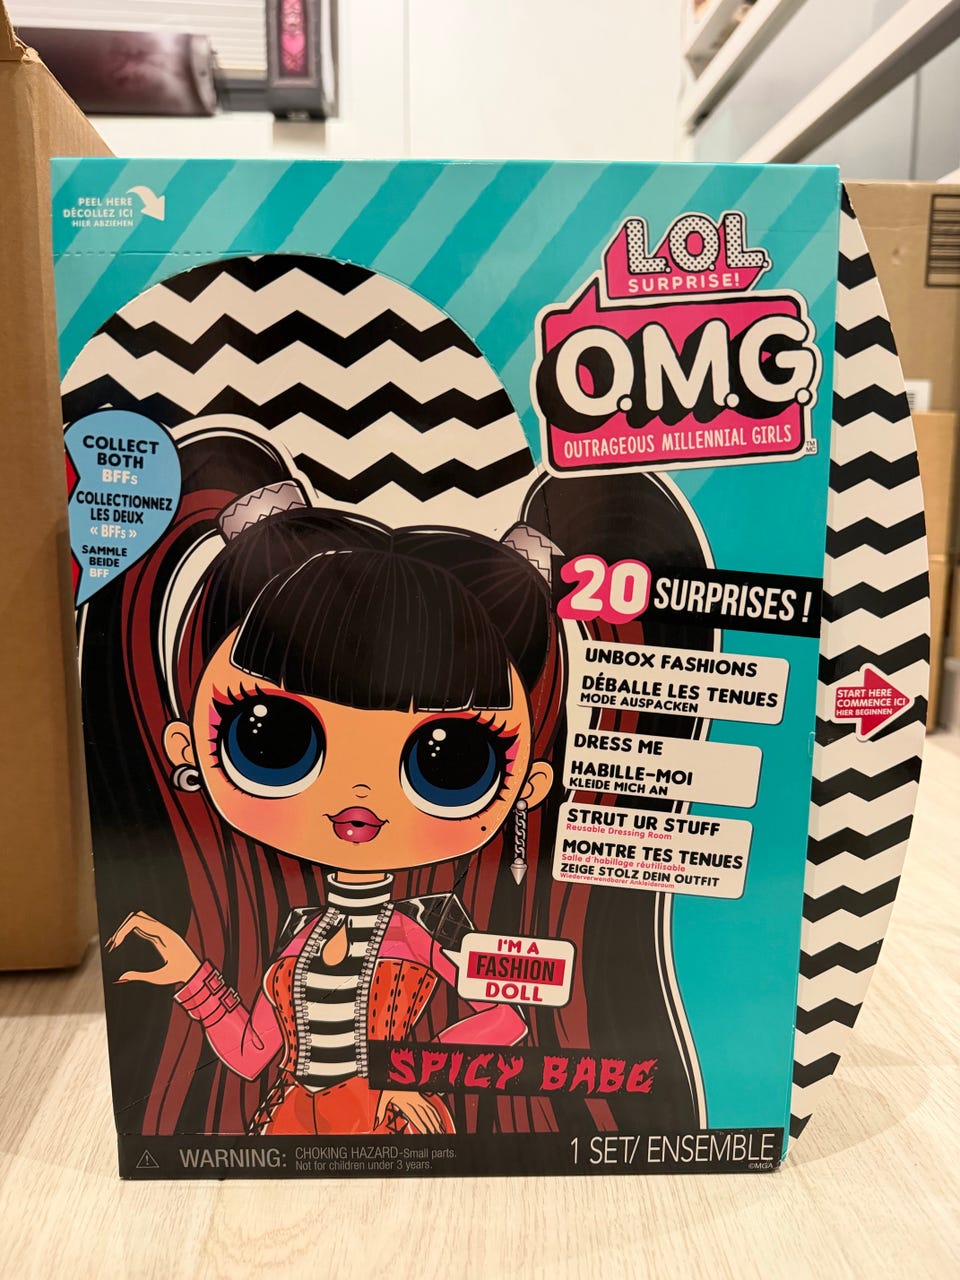 PEEL HERE
DÉCOLLEZ ICI
HIER ABZIEHEN
L.O.L
SURPRISE!
O.M.G.
OUTRAGEOUS MILLENNIAL GIRLS
TM
MC
COLLECT
BOTH
BFFs
COLLECTIONNEZ
LES DEUX
« BFFs »
SAMMLE
BEIDE
BFF
20 SURPRISES !
UNBOX FASHIONS
DÉBALLE LES TENUES
MODE AUSPACKEN
DRESS ME
HABILLE-MOI
KLEIDE MICH AN
STRUT UR STUFF
Reusable Dressing Room
MONTRE TES TENUES
Salle d'habillage réutilisable
ZEIGE STOLZ DEIN OUTFIT
Wiederverwendbarer Ankleideraum
START HERE
COMMENCE ICI
HIER BEGINNEN
I'M A
FASHION
DOLL
SPICY BABE
WARNING: CHOKING HAZARD-Small parts.
Not for children under 3 years.
1 SET/ ENSEMBLE
©MGA